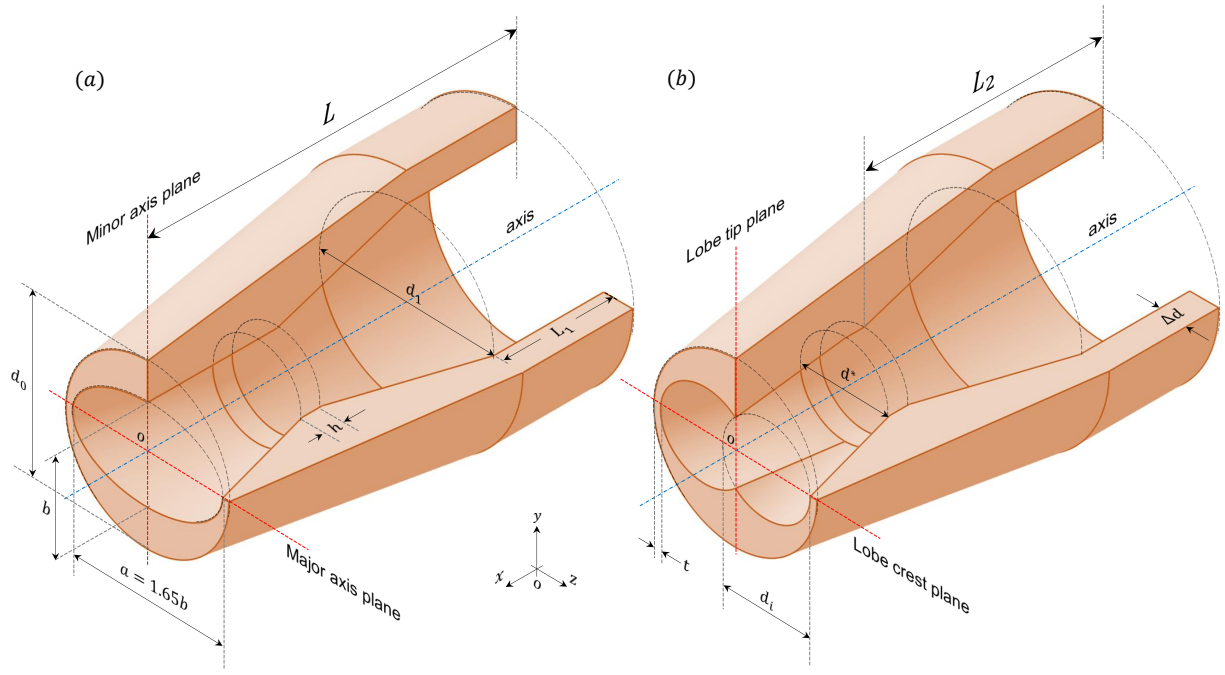 (a)
L
Minor axis plane
axis
d₁
L₁
d₀
o
h
b
a = 1.65b
Major axis plane
y
x
o
z
(b)
L₂
Lobe tip plane
axis
Δd
d*
o
t
dᵢ
Lobe crest plane